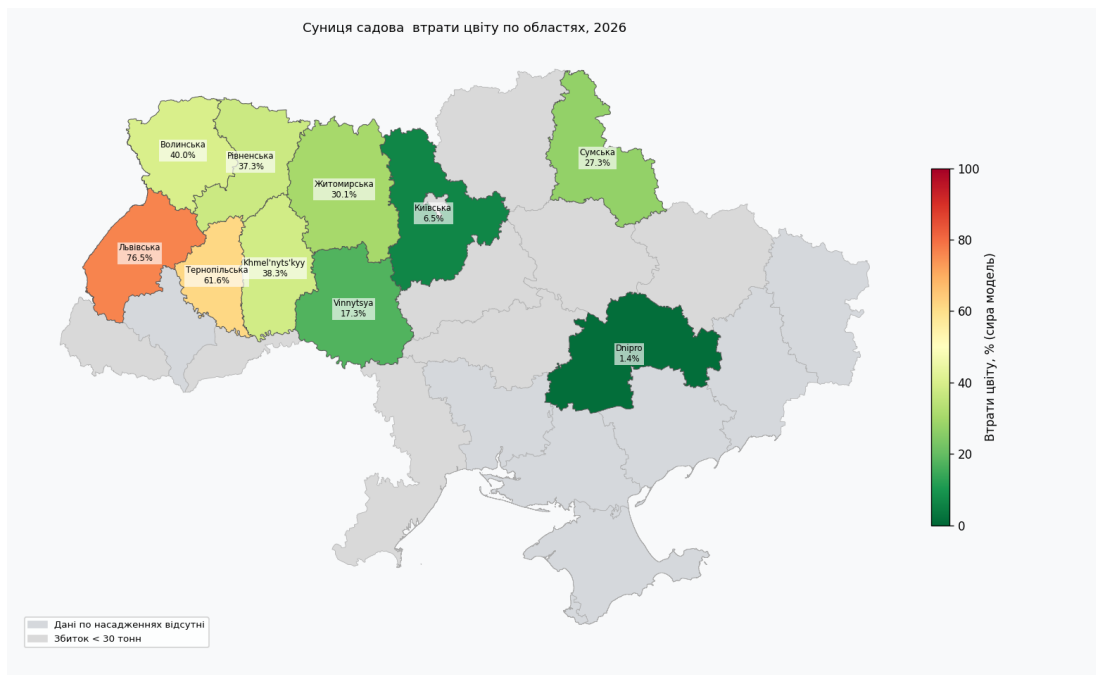 Суниця садова  втрати цвіту по областях, 2026
Волинська
40.0%
Рівненська
37.3%
Житомирська
30.1%
Київська
6.5%
Сумська
27.3%
Львівська
76.5%
Тернопільська
61.6%
Khmel'nyts'kyy
38.3%
Vinnytsya
17.3%
Dnipro
1.4%
100
80
60
40
20
0
Втрати цвіту, % (сира модель)
Дані по насадженнях відсутні
Збиток < 30 тонн